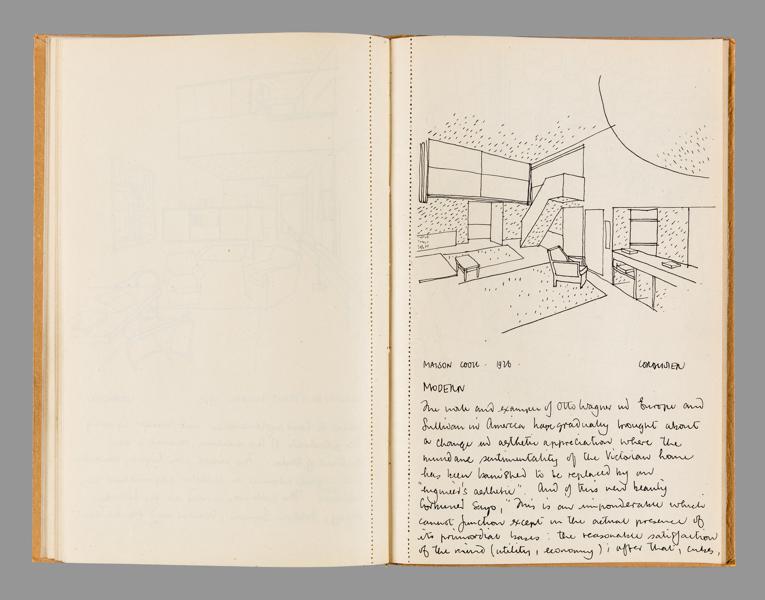 MAISON COOK · 1926 · CORBUSIER
MODERN
The work and example of Otto Wagner in Europe and
Sullivan in America have gradually brought about
a change in aesthetic appreciation where the
mundane sentimentality of the Victorian home
has been banished to be replaced by an
"engineer's aesthetic". And of this new beauty
Corbusier says, "This is an imponderable which
cannot function except in the actual presence of
its primordial bases: the reasonable satisfaction
of the mind (utility, economy); after that, cubes,